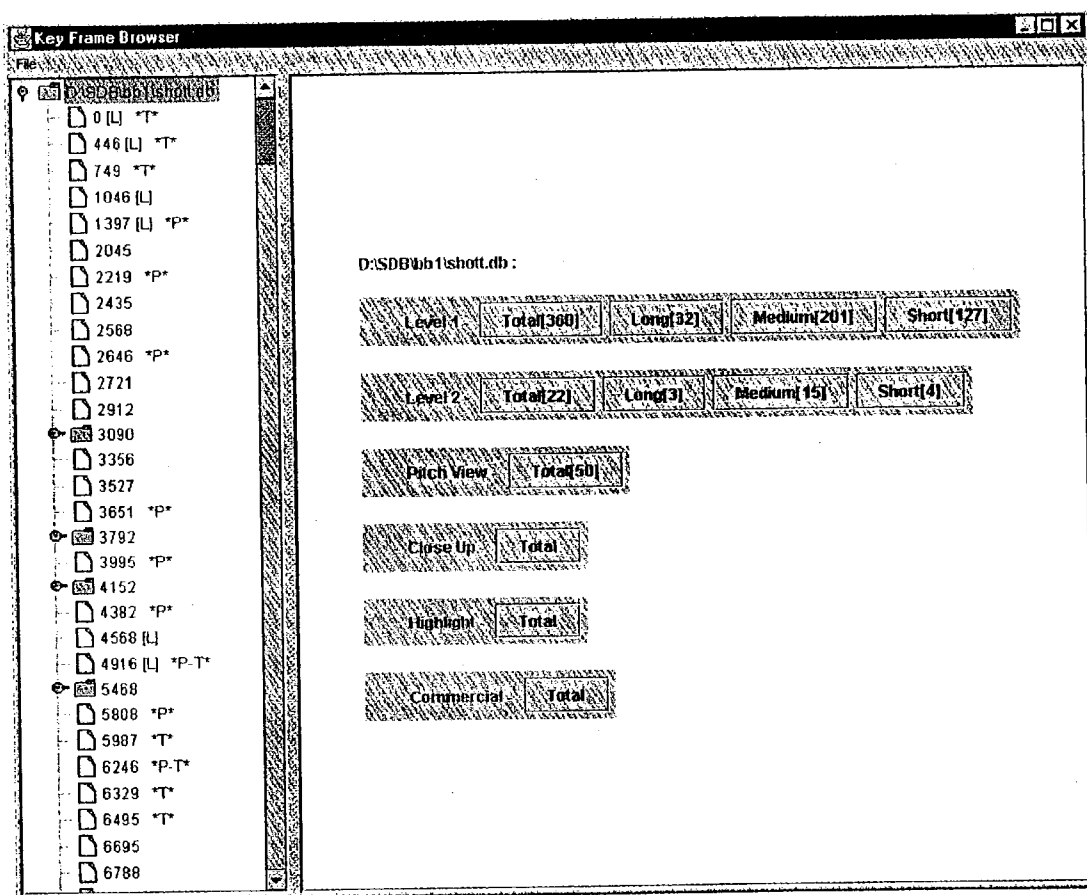 Key Frame Browser
File
D:\SDB\bb1\shott.db
0 [L] *T*
446 [L] *T*
749 *T*
1046 [L]
1397 [L] *P*
2045
2219 *P*
2435
2568
2646 *P*
2721
2912
3090
3356
3527
3651 *P*
3792
3995 *P*
4152
4382 *P*
4568 [L]
4916 [L] *P-T*
5468
5808 *P*
5987 *T*
6246 *P-T*
6329 *T*
6495 *T*
6695
6788
D:\SDB\bb1\shott.db :
Level 1 - Total[360] Long[32] Medium[201] Short[127]
Level 2 - Total[22] Long[3] Medium[15] Short[4]
Pitch View - Total[50]
Close Up - Total
Highlight - Total
Commercial - Total